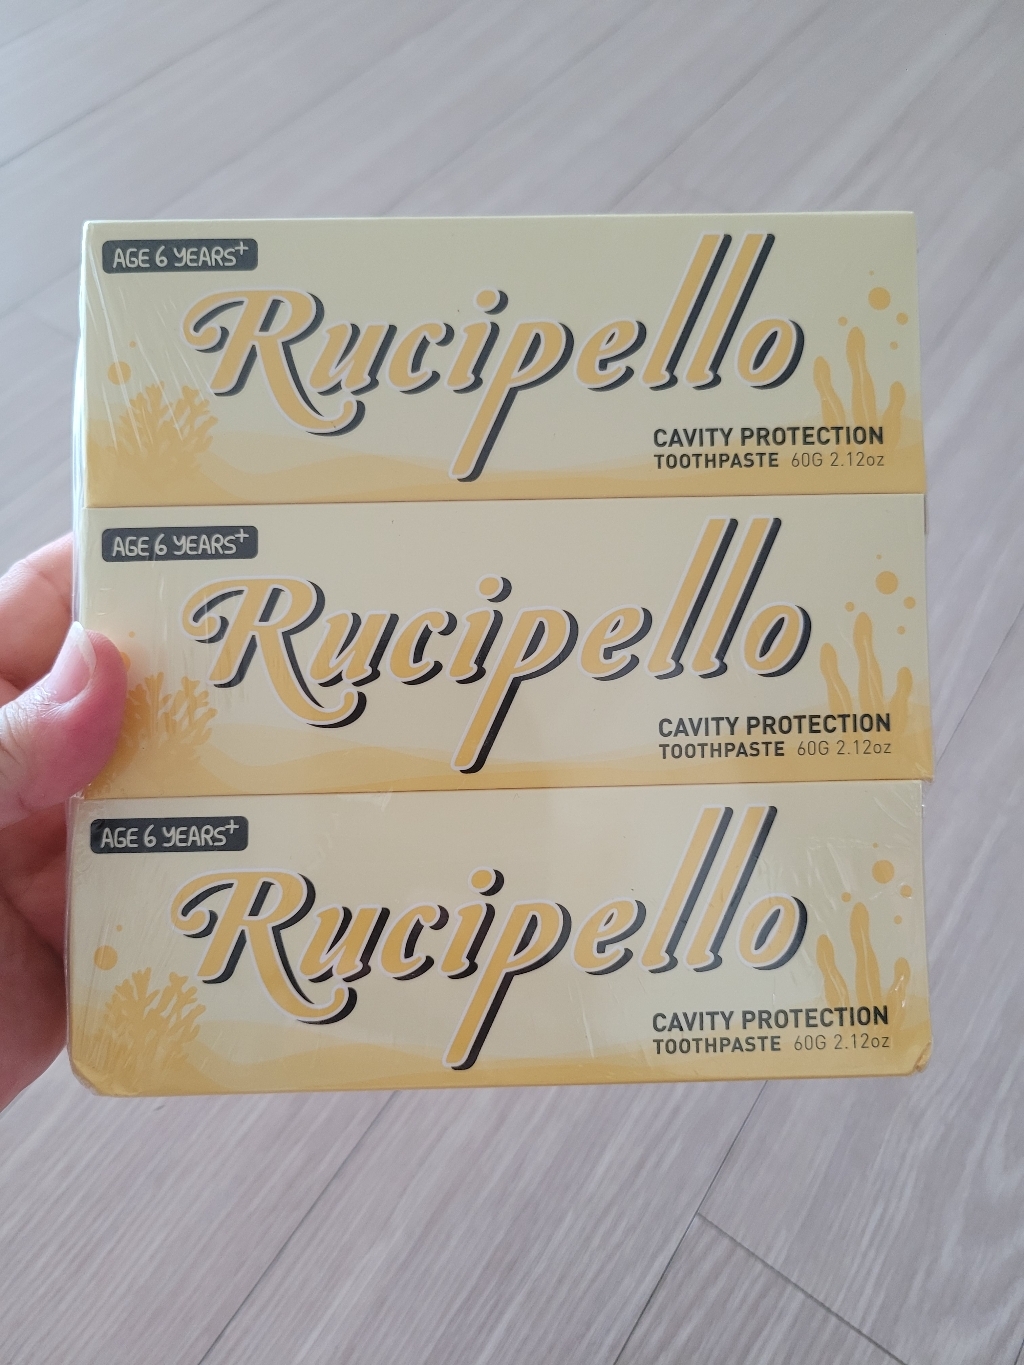 AGE 6 YEARS+
Rucipello
CAVITY PROTECTION
TOOTHPASTE 60G 2.12oz
AGE 6 YEARS+
Rucipello
CAVITY PROTECTION
TOOTHPASTE 60G 2.12oz
AGE 6 YEARS+
Rucipello
CAVITY PROTECTION
TOOTHPASTE 60G 2.12oz